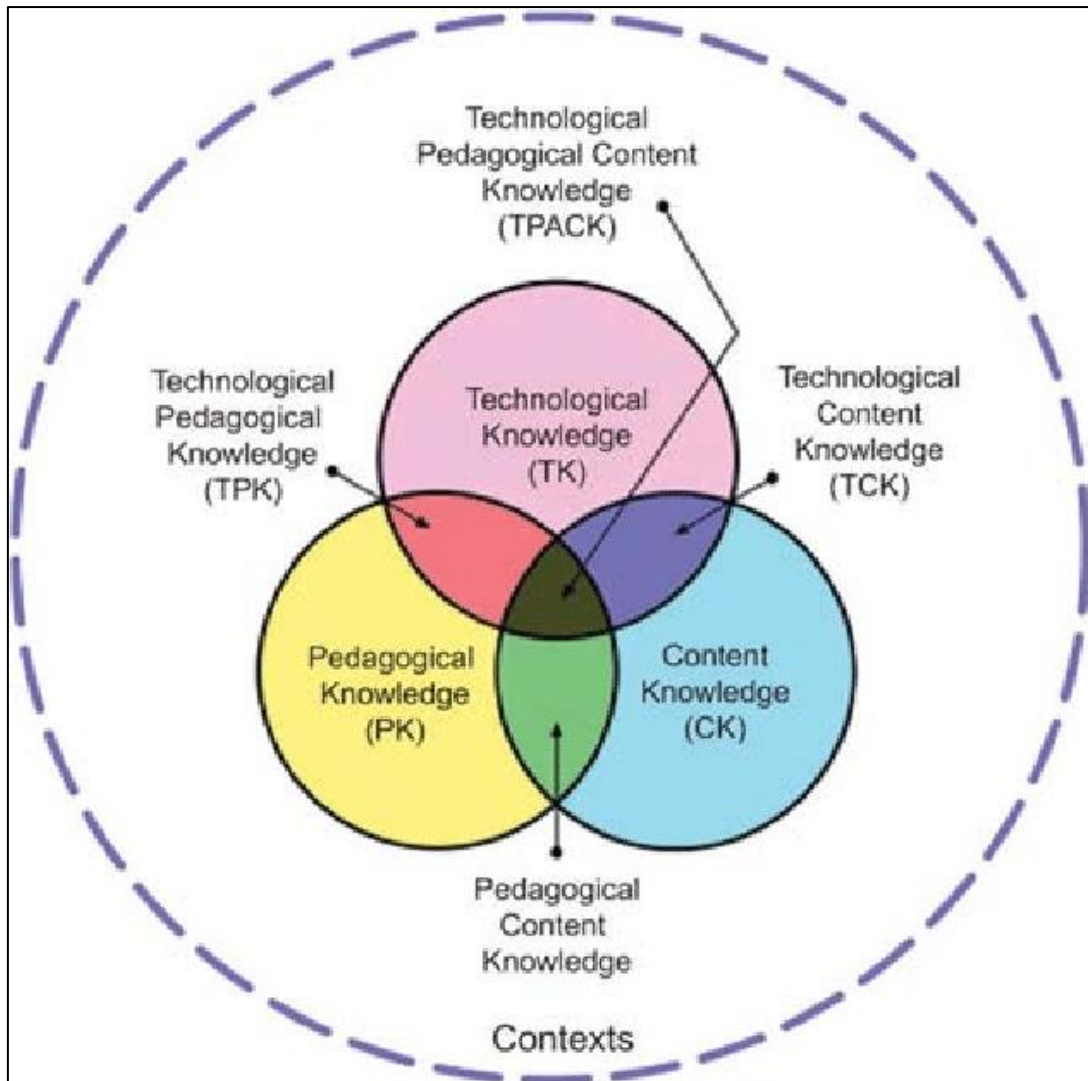 Technological
Pedagogical Content
Knowledge
(TPACK)
Technological
Pedagogical
Knowledge
(TPK)
Technological
Knowledge
(TK)
Technological
Content
Knowledge
(TCK)
Pedagogical
Knowledge
(PK)
Content
Knowledge
(CK)
Pedagogical
Content
Knowledge
Contexts